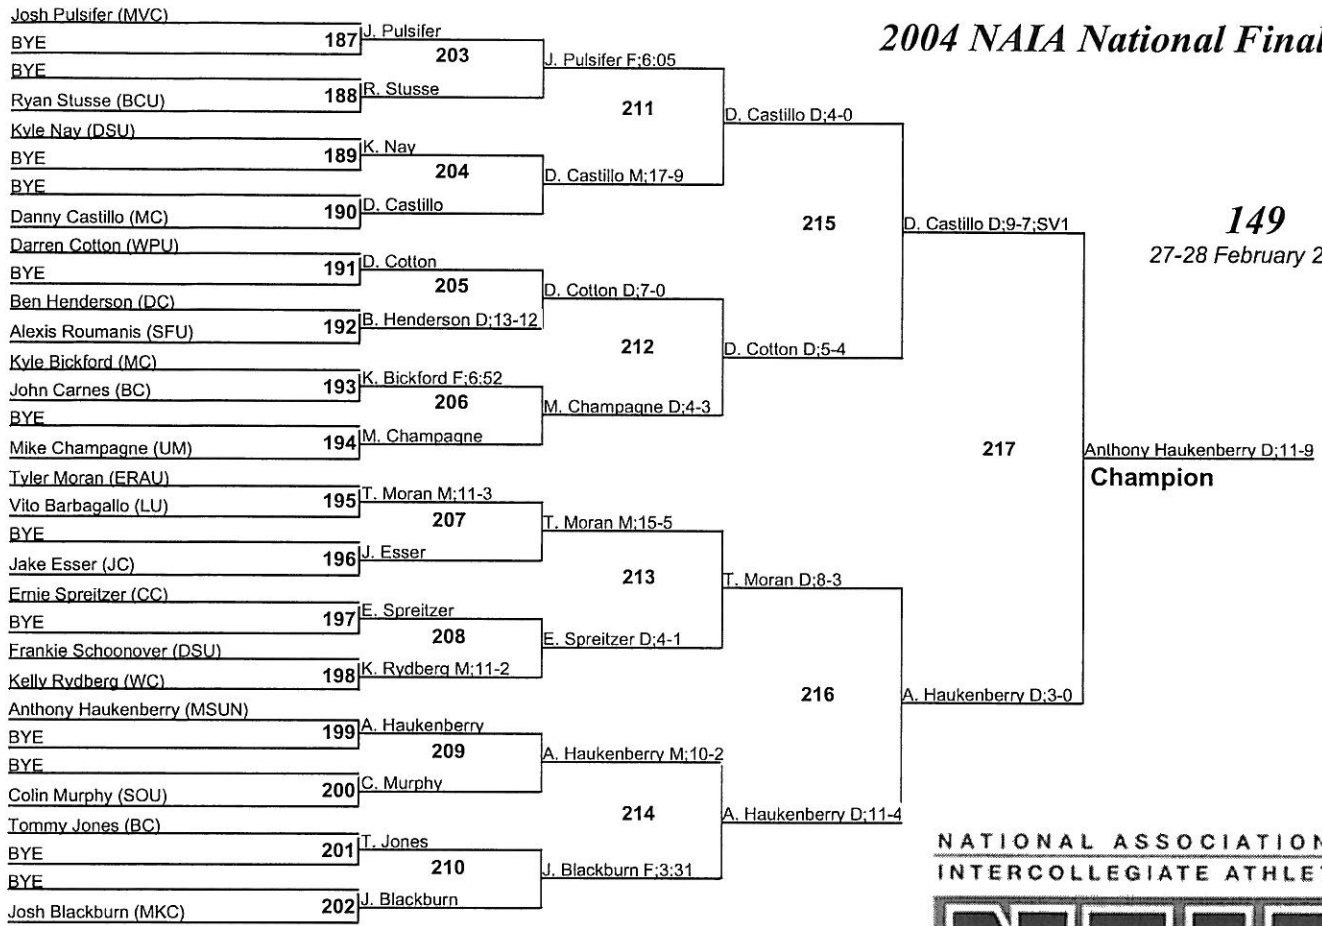 2004 NAIA National Final
149
27-28 February 2
Josh Pulsifer (MVC)
BYE
BYE
Ryan Stusse (BCU)
Kyle Nay (DSU)
BYE
BYE
Danny Castillo (MC)
Darren Cotton (WPU)
BYE
Ben Henderson (DC)
Alexis Roumanis (SFU)
Kyle Bickford (MC)
John Carnes (BC)
BYE
Mike Champagne (UM)
Tyler Moran (ERAU)
Vito Barbagallo (LU)
BYE
Jake Esser (JC)
Ernie Spreitzer (CC)
BYE
Frankie Schoonover (DSU)
Kelly Rydberg (WC)
Anthony Haukenberry (MSUN)
BYE
BYE
Colin Murphy (SOU)
Tommy Jones (BC)
BYE
BYE
Josh Blackburn (MKC)
187 J. Pulsifer
203
188 R. Stusse
189 K. Nay
204
190 D. Castillo
191 D. Cotton
205
192 B. Henderson D;13-12
193 K. Bickford F;6:52
206
194 M. Champagne
195 T. Moran M;11-3
207
196 J. Esser
197 E. Spreitzer
208
198 K. Rydberg M;11-2
199 A. Haukenberry
209
200 C. Murphy
201 T. Jones
210
202 J. Blackburn
J. Pulsifer F;6:05
211
D. Castillo M;17-9
D. Cotton D;7-0
212
M. Champagne D;4-3
T. Moran M;15-5
213
E. Spreitzer D;4-1
A. Haukenberry M;10-2
214
J. Blackburn F;3:31
D. Castillo D;4-0
215
D. Cotton D;5-4
T. Moran D;8-3
216
A. Haukenberry D;11-4
D. Castillo D;9-7;SV1
217
A. Haukenberry D;3-0
Anthony Haukenberry D;11-9
Champion
NATIONAL ASSOCIATION
INTERCOLLEGIATE ATHLET